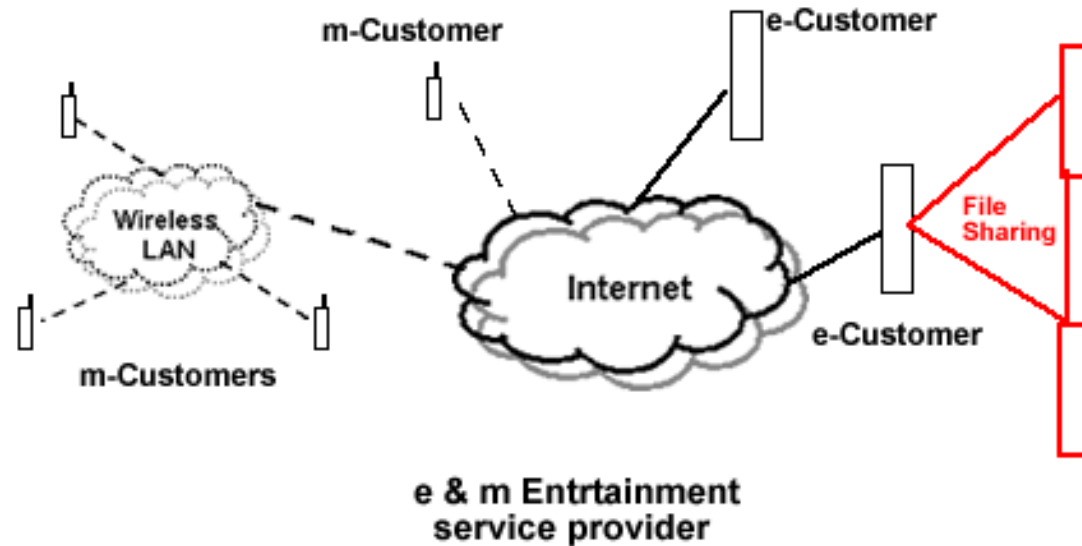 m-Customer
e-Customer
Wireless
LAN
File
Sharing
Internet
e-Customer
m-Customers
e & m Entrtainment
service provider